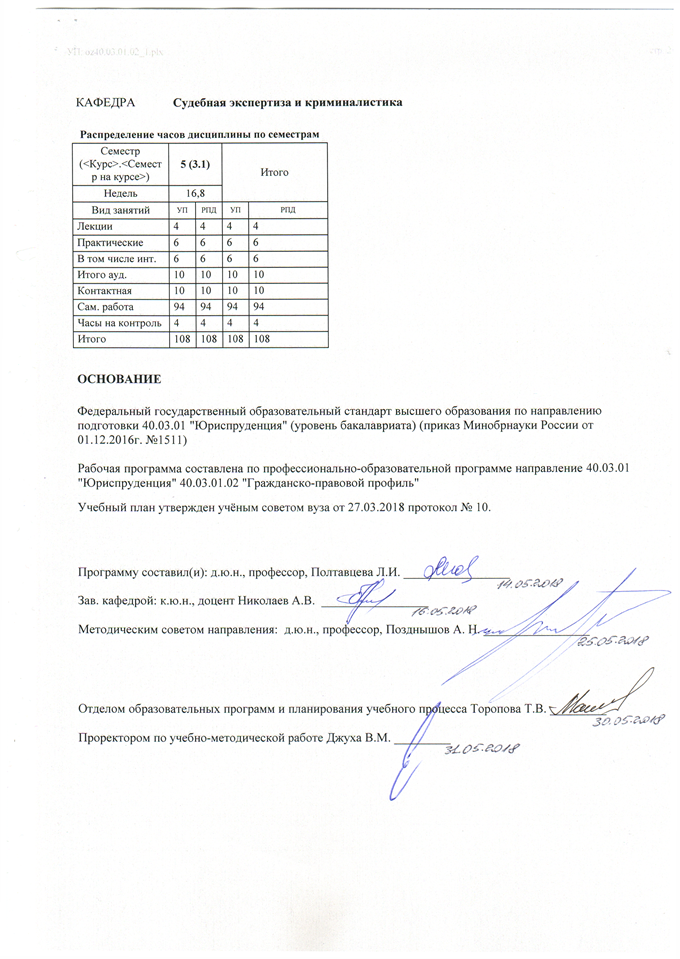 КАФЕДРА Судебная экспертиза и криминалистика
Распределение часов дисциплины по семестрам
Семестр
(<Курс>.<Семест
р на курсе>)
5 (3.1)
Итого
Недель 16,8
Вид занятий УП РПД УП РПД
Лекции 4 4 4 4
Практические 6 6 6 6
В том числе инт. 6 6 6 6
Итого ауд. 10 10 10 10
Контактная 10 10 10 10
Сам. работа 94 94 94 94
Часы на контроль 4 4 4 4
Итого 108 108 108 108
ОСНОВАНИЕ
Федеральный государственный образовательный стандарт высшего образования по направлению
подготовки 40.03.01 "Юриспруденция" (уровень бакалавриата) (приказ Минобрнауки России от
01.12.2016г. №1511)
Рабочая программа составлена по профессионально-образовательной программе направление 40.03.01
"Юриспруденция" 40.03.01.02 "Гражданско-правовой профиль"
Учебный план утвержден учёным советом вуза от 27.03.2018 протокол № 10.
Программу составил(и): д.ю.н., профессор, Полтавцева Л.И.
14.05.2018
Зав. кафедрой: к.ю.н., доцент Николаев А.В.
16.05.2018
Методическим советом направления: д.ю.н., профессор, Позднышов А. Н.
25.05.2018
Отделом образовательных программ и планирования учебного процесса Торопова Т.В.
30.05.2018
Проректором по учебно-методической работе Джуха В.М.
31.05.2018